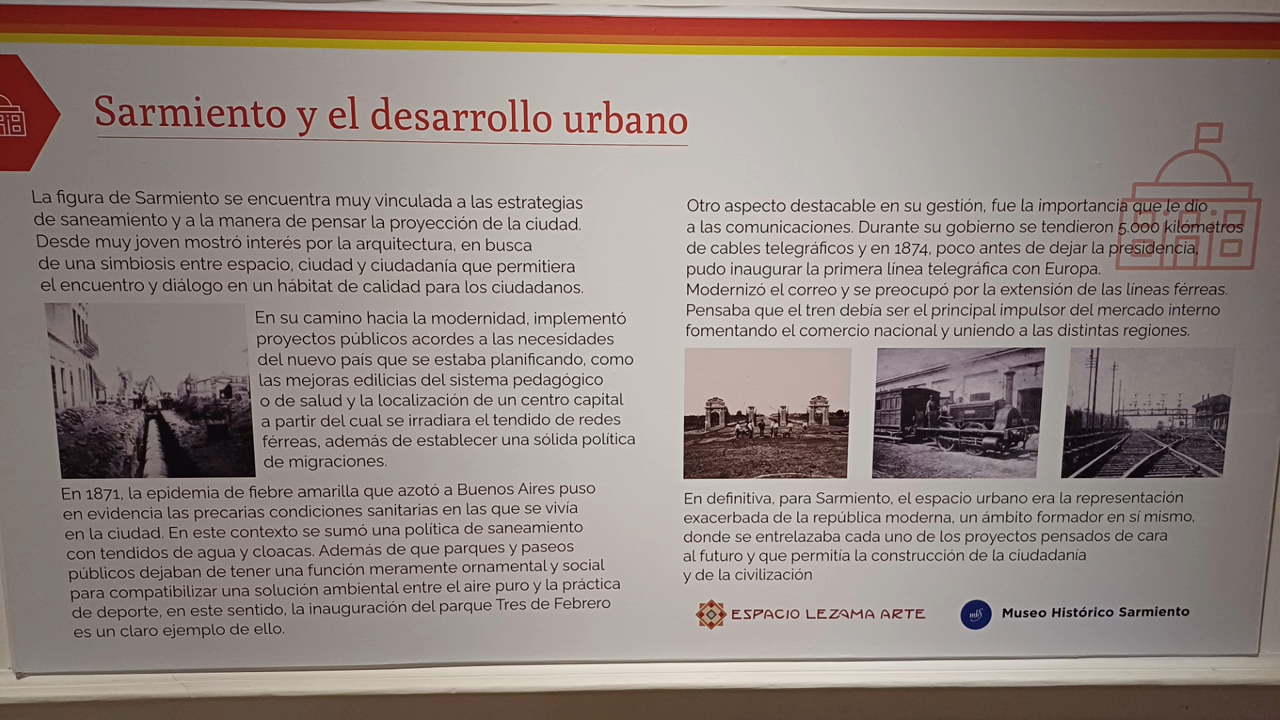 Sarmiento y el desarrollo urbano
La figura de Sarmiento se encuentra muy vinculada a las estrategias
de saneamiento y a la manera de pensar la proyección de la ciudad.
Desde muy joven mostró interés por la arquitectura, en busca
de una simbiosis entre espacio, ciudad y ciudadanía que permitiera
el encuentro y diálogo en un hábitat de calidad para los ciudadanos.
En su camino hacia la modernidad, implementó
proyectos públicos acordes a las necesidades
del nuevo país que se estaba planificando, como
las mejoras edilicias del sistema pedagógico
o de salud y la localización de un centro capital
a partir del cual se irradiara el tendido de redes
férreas, además de establecer una sólida política
de migraciones.
En 1871, la epidemia de fiebre amarilla que azotó a Buenos Aires puso
en evidencia las precarias condiciones sanitarias en las que se vivía
en la ciudad. En este contexto se sumó una política de saneamiento
con tendidos de agua y cloacas. Además de que parques y paseos
públicos dejaban de tener una función meramente ornamental y social
para compatibilizar una solución ambiental entre el aire puro y la práctica
de deporte, en este sentido, la inauguración del parque Tres de Febrero
es un claro ejemplo de ello.
Otro aspecto destacable en su gestión, fue la importancia que le dio
a las comunicaciones. Durante su gobierno se tendieron 5.000 kilómetros
de cables telegráficos y en 1874, poco antes de dejar la presidencia,
pudo inaugurar la primera línea telegráfica con Europa.
Modernizó el correo y se preocupó por la extensión de las líneas férreas.
Pensaba que el tren debía ser el principal impulsor del mercado interno
fomentando el comercio nacional y uniendo a las distintas regiones.
En definitiva, para Sarmiento, el espacio urbano era la representación
exacerbada de la república moderna, un ámbito formador en sí mismo,
donde se entrelazaba cada uno de los proyectos pensados de cara
al futuro y que permitía la construcción de la ciudadanía
y de la civilización
ESPACIO LEZAMA ARTE
mhS Museo Histórico Sarmiento